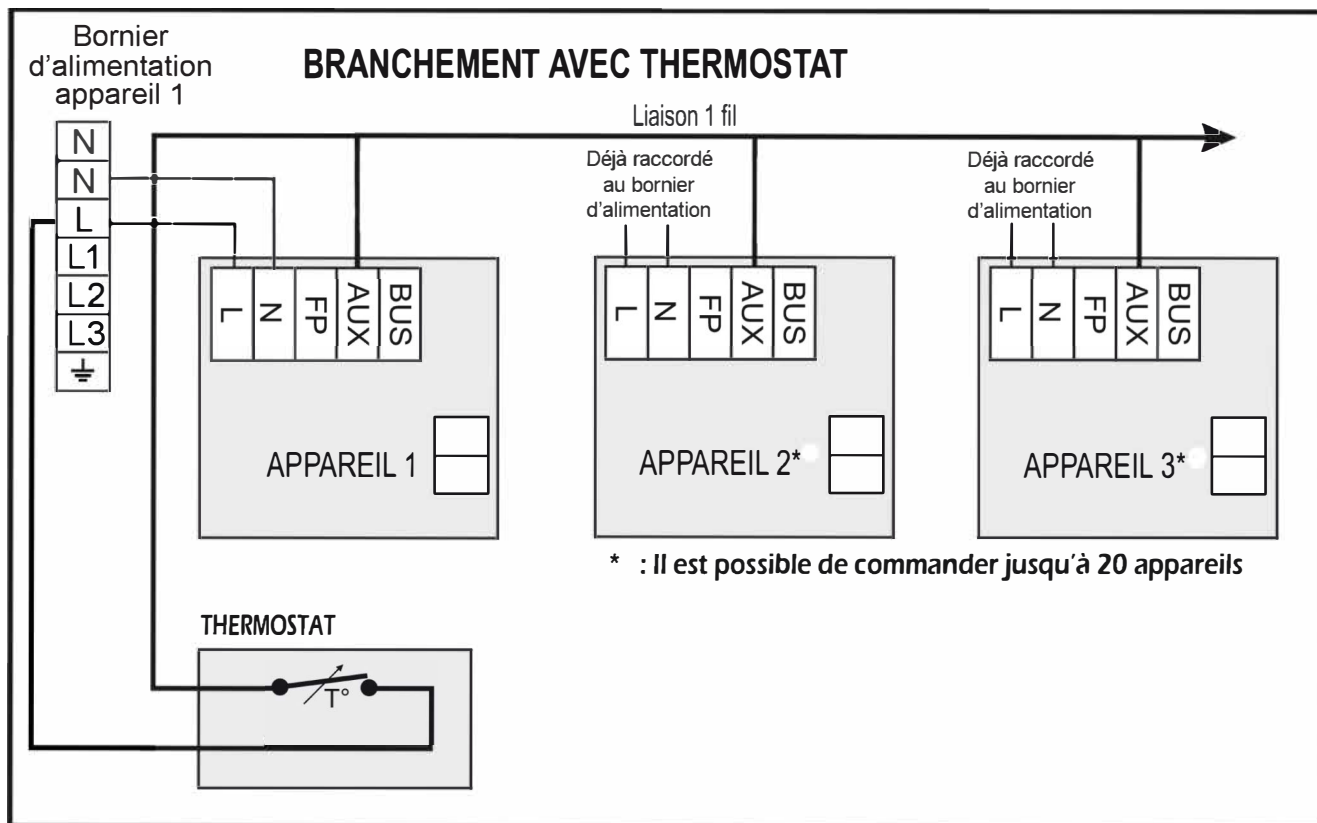 Bornier
d'alimentation
appareil 1
BRANCHEMENT AVEC THERMOSTAT
Liaison 1 fil
N
N
L
L1
L2
L3
Déjà raccordé
au bornier
d'alimentation
Déjà raccordé
au bornier
d'alimentation
L
N
FP
AUX
BUS
L
N
FP
AUX
BUS
L
N
FP
AUX
BUS
APPAREIL 1
APPAREIL 2*
APPAREIL 3*
* : Il est possible de commander jusqu'à 20 appareils
THERMOSTAT
T°